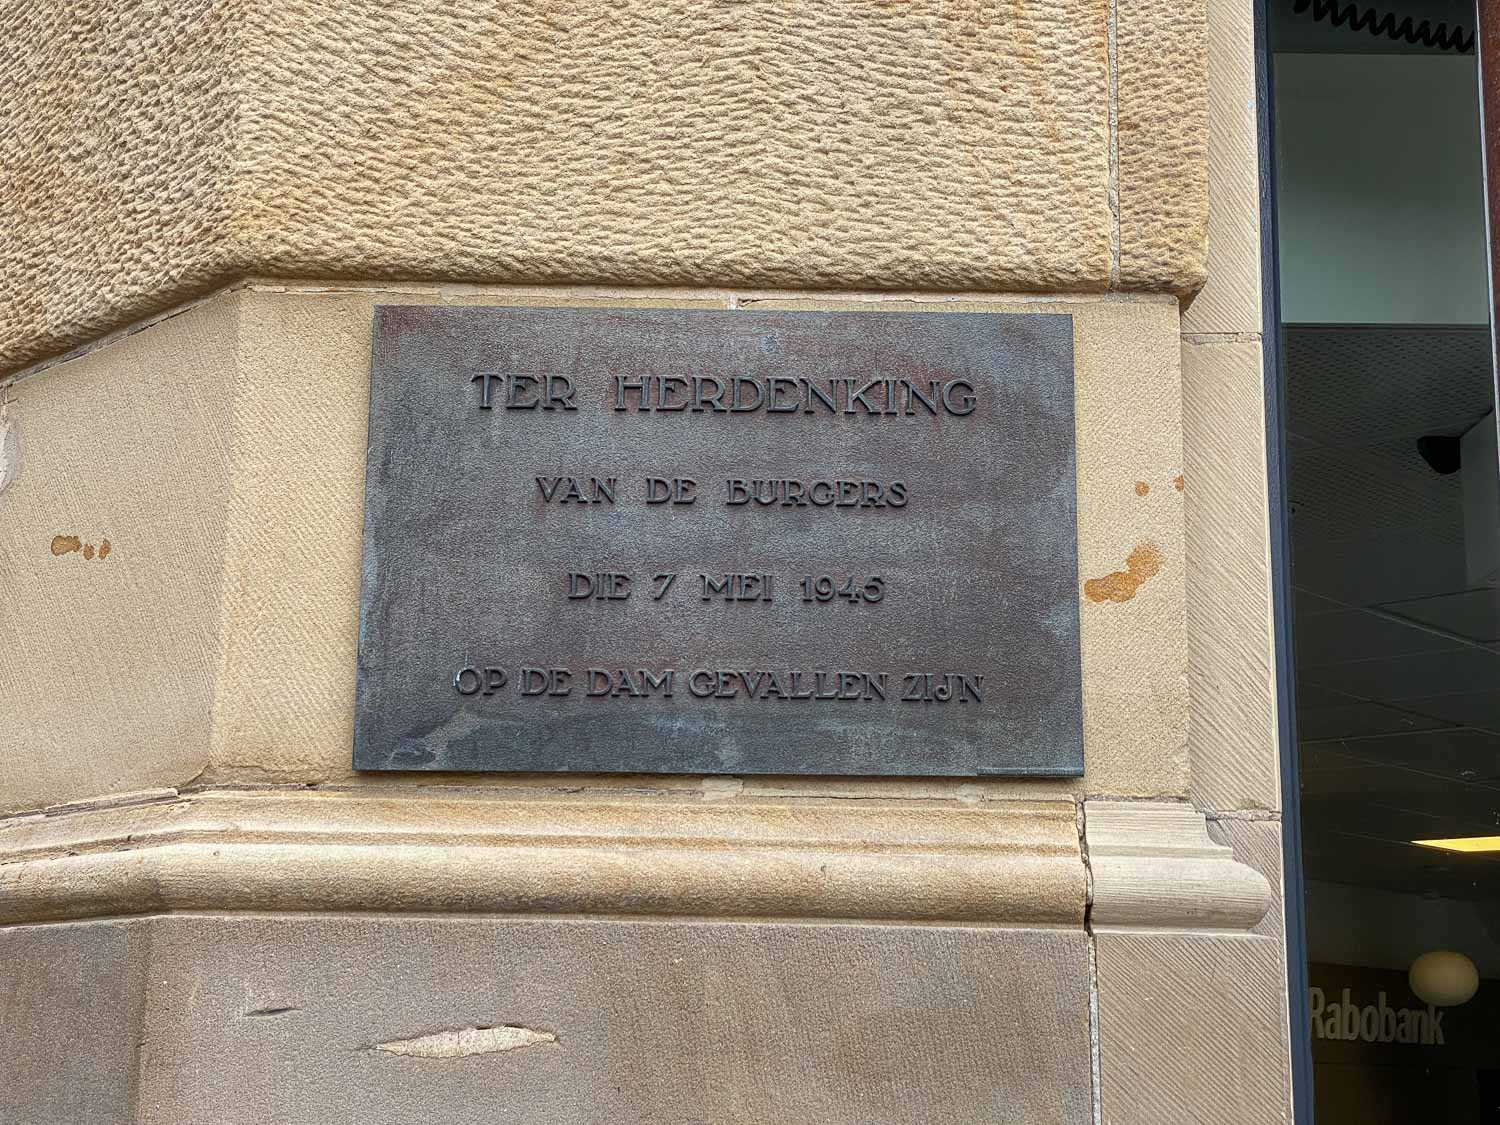 TER HERDENKING
VAN DE BURGERS
DIE 7 MEI 1945
OP DE DAM GEVALLEN ZIJN
Rabobank